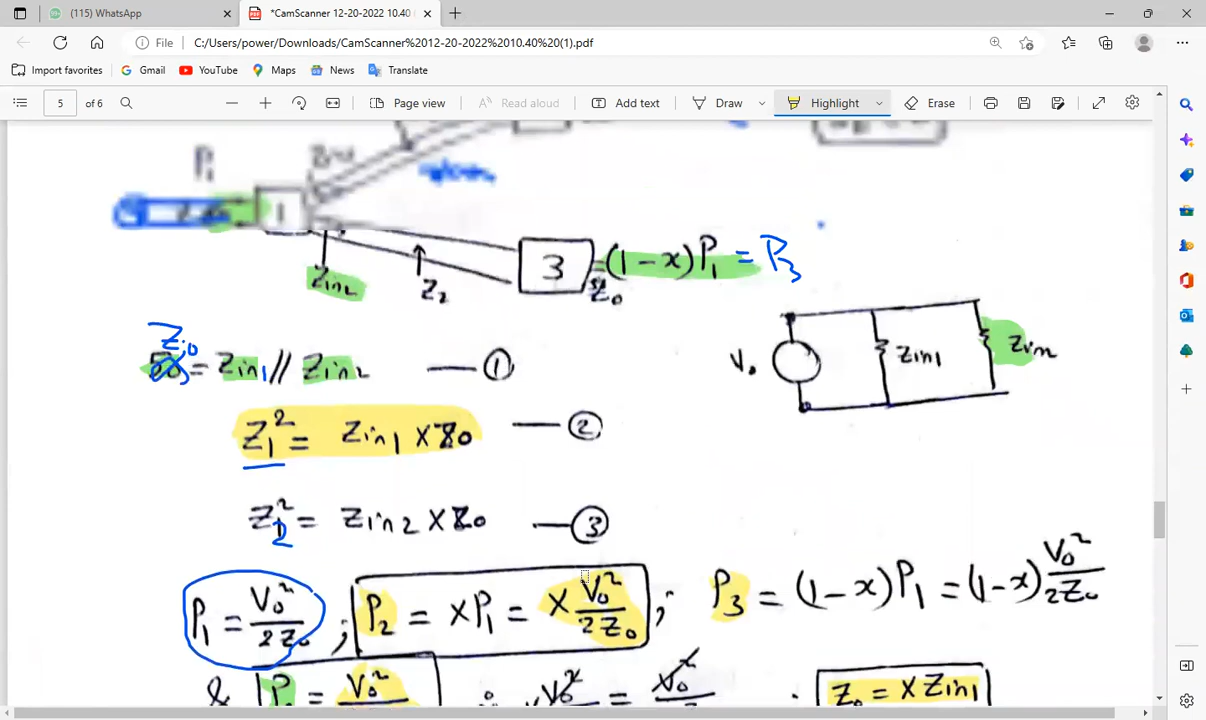 (115) WhatsApp
*CamScanner 12-20-2022 10.40
File C:/Users/power/Downloads/CamScanner%2012-20-2022%2010.40%20(1).pdf
Import favorites Gmail YouTube Maps News Translate
5 of 6 Page view Read aloud Add text Draw Highlight Erase
P1
1
Zin2 Z2 3 Z0 (1-x)P1 = P3
Z0 = Zin1 // Zin2 — ①
V0 Zin1 Zin
Z1² = Zin1 × Z0 — ②
Z2² = Zin2 × Z0 — ③
P1 = V0²/2Z0 ; P2 = xP1 = x V0²/2Z0 ; P3 = (1-x)P1 = (1-x) V0²/2Z0
& P = V0² = Z0 = x Zin1